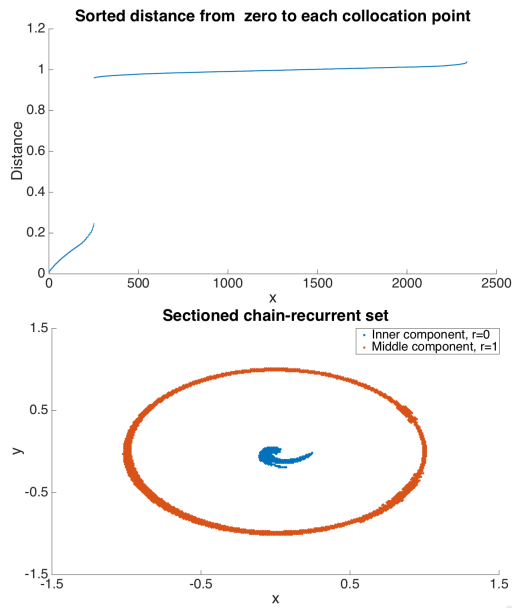 Sorted distance from  zero to each collocation point
1.2
1
0.8
0.6
0.4
0.2
0
Distance
0 500 1000 1500 2000 2500
x
Sectioned chain-recurrent set
Inner component, r=0
Middle component, r=1
1.5
0.5
-0.5
-1.5
y
-1.5 -0.5 0.5 1.5
x